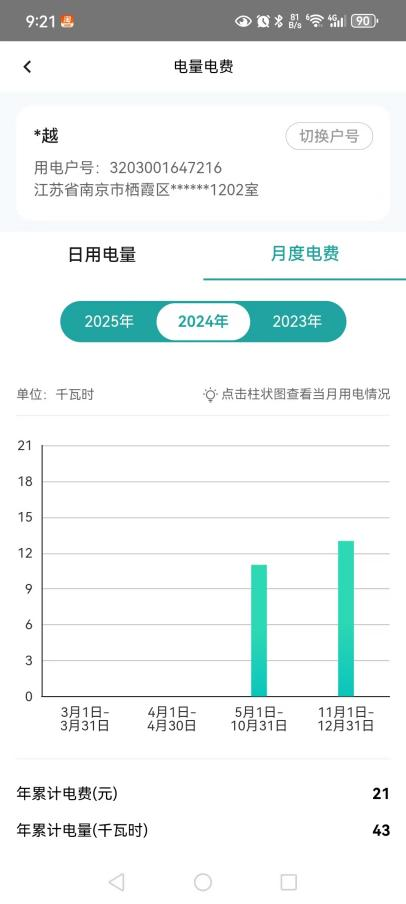 9:21 81 B/s 6 4G 90
电量电费
*越
切换户号
用电户号：3203001647216
江苏省南京市栖霞区******1202室
日用电量 月度电费
2025年 2024年 2023年
单位：千瓦时 点击柱状图查看当月用电情况
21
18
15
12
9
6
3
0
3月1日- 4月1日- 5月1日- 11月1日-
3月31日 4月30日 10月31日 12月31日
年累计电费(元) 21
年累计电量(千瓦时) 43